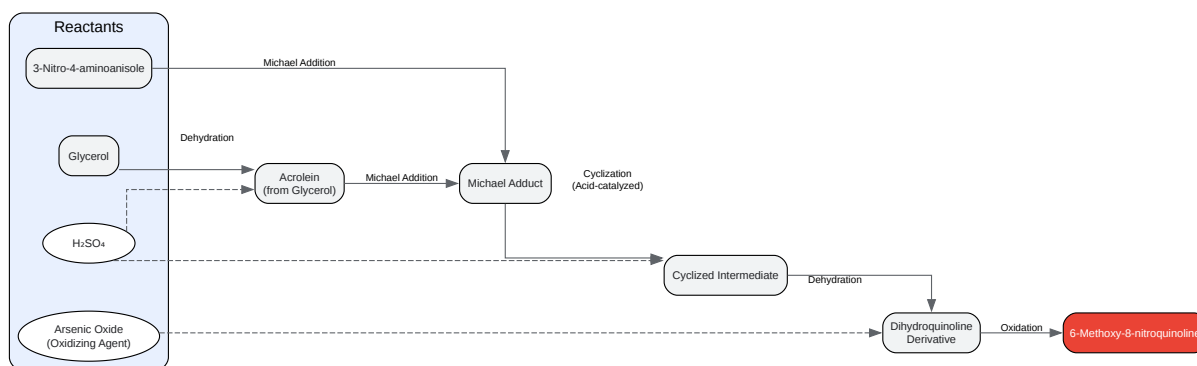 Reactants
3-Nitro-4-aminoanisole
Michael Addition
Glycerol
Dehydration
Acrolein
(from Glycerol)
Michael Addition
Michael Adduct
Cyclization
(Acid-catalyzed)
H₂SO₄
Cyclized Intermediate
Dehydration
Arsenic Oxide
(Oxidizing Agent)
Dihydroquinoline
Derivative
Oxidation
6-Methoxy-8-nitroquinoline